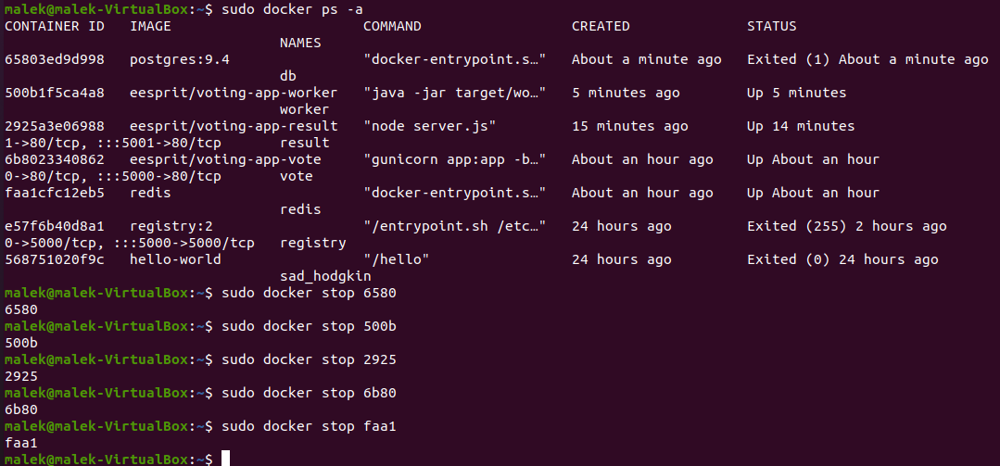 malek@malek-VirtualBox:~$ sudo docker ps -a
CONTAINER ID   IMAGE                            COMMAND                  CREATED              STATUS
                                 NAMES
65803ed9d998   postgres:9.4                     "docker-entrypoint.s…"   About a minute ago   Exited (1) About a minute ago
                                 db
500b1f5ca4a8   eesprit/voting-app-worker        "java -jar target/wo…"   5 minutes ago        Up 5 minutes
                                 worker
2925a3e06988   eesprit/voting-app-result        "node server.js"         15 minutes ago       Up 14 minutes
1->80/tcp, :::5001->80/tcp       result
6b8023340862   eesprit/voting-app-vote          "gunicorn app:app -b…"   About an hour ago    Up About an hour
0->80/tcp, :::5000->80/tcp       vote
faa1cfc12eb5   redis                            "docker-entrypoint.s…"   About an hour ago    Up About an hour
                                 redis
e57f6b40d8a1   registry:2                       "/entrypoint.sh /etc…"   24 hours ago         Exited (255) 2 hours ago
0->5000/tcp, :::5000->5000/tcp   registry
568751020f9c   hello-world                      "/hello"                 24 hours ago         Exited (0) 24 hours ago
                                 sad_hodgkin
malek@malek-VirtualBox:~$ sudo docker stop 6580
6580
malek@malek-VirtualBox:~$ sudo docker stop 500b
500b
malek@malek-VirtualBox:~$ sudo docker stop 2925
2925
malek@malek-VirtualBox:~$ sudo docker stop 6b80
6b80
malek@malek-VirtualBox:~$ sudo docker stop faa1
faa1
malek@malek-VirtualBox:~$